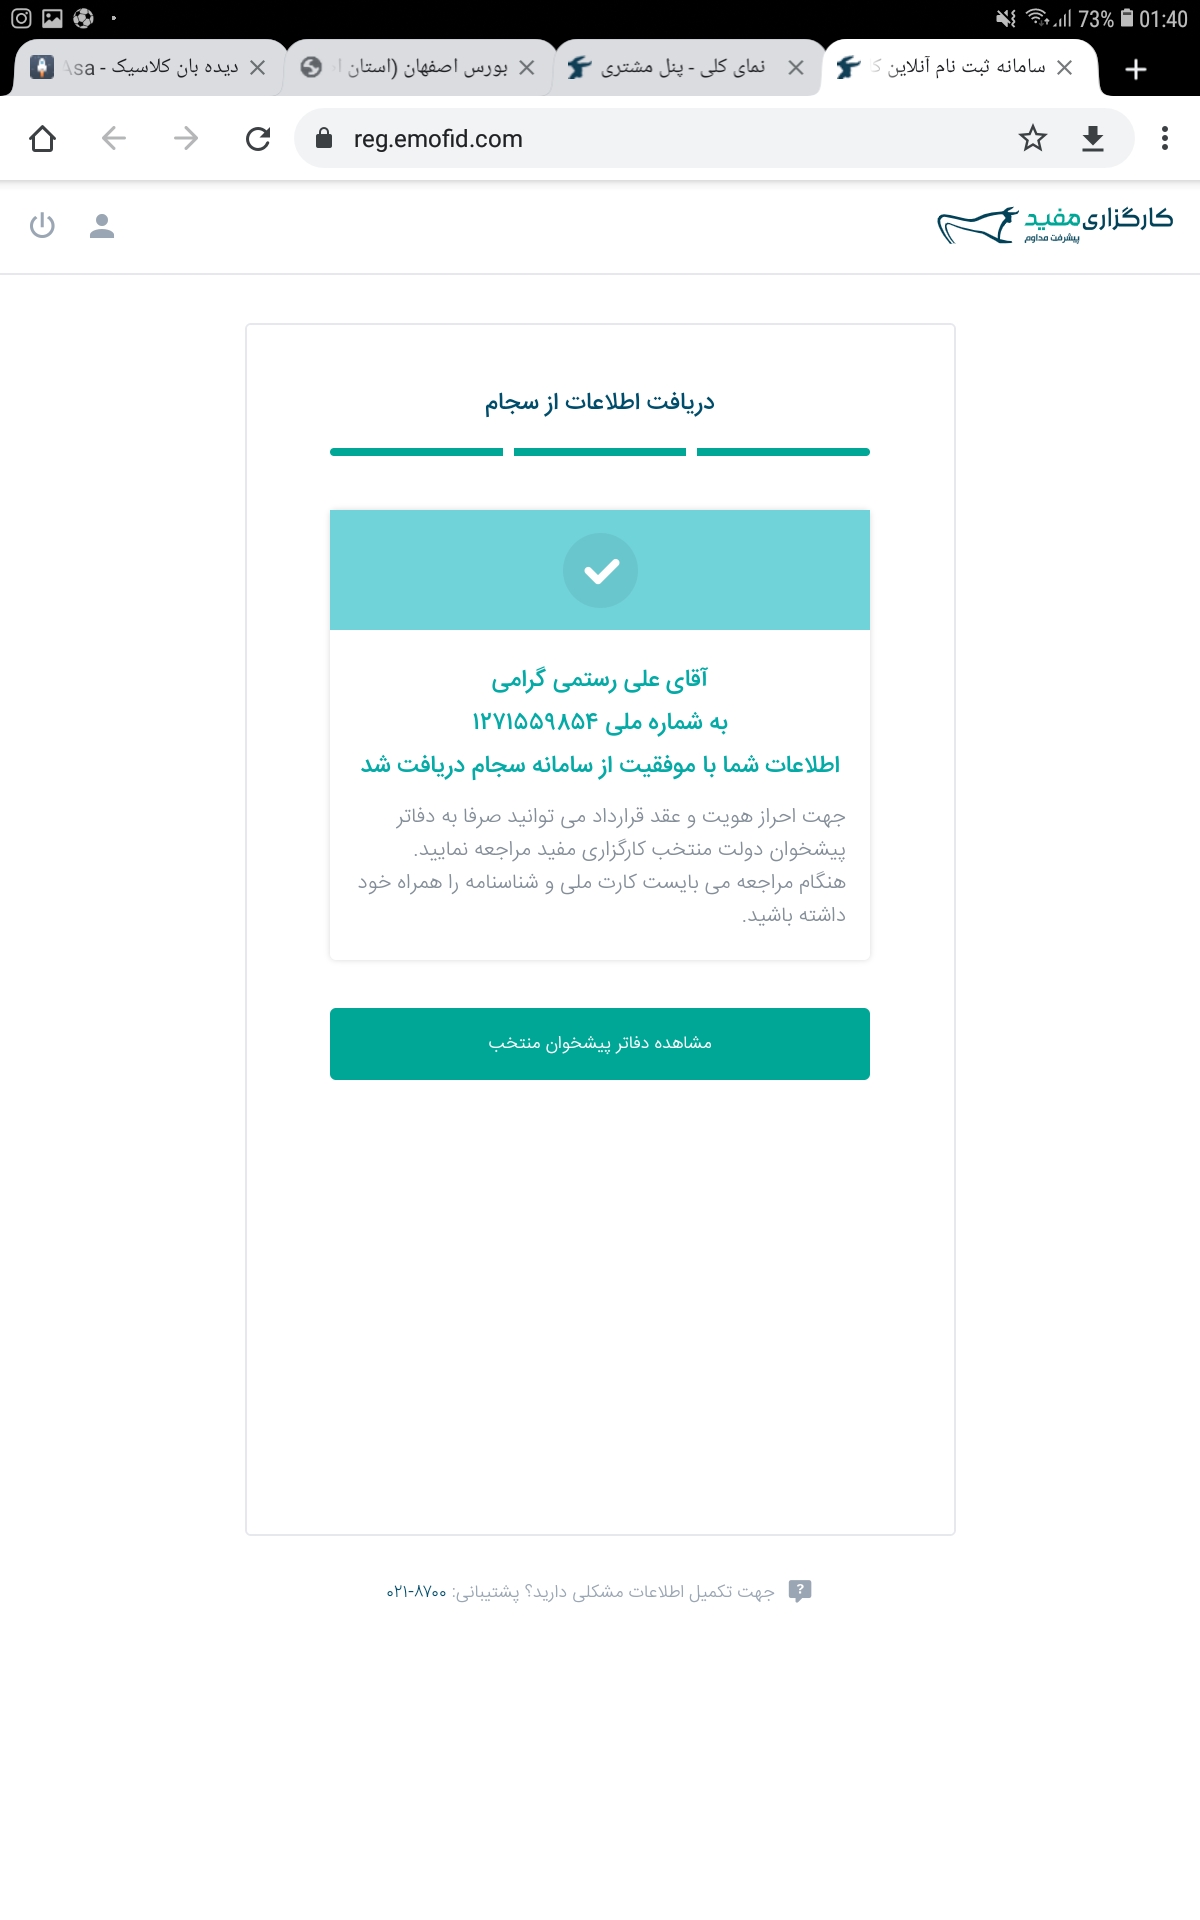 73% 01:40
دیده بان کلاسیک - Asa
بورس اصفهان (استان ا
نمای کلی - پنل مشتری
سامانه ثبت نام آنلاین ک
reg.emofid.com
کارگزاری مفید
پیشرفت مداوم
دریافت اطلاعات از سجام
آقای علی رستمی گرامی
به شماره ملی ۱۲۷۱۵۵۹۸۵۴
اطلاعات شما با موفقیت از سامانه سجام دریافت شد
جهت احراز هویت و عقد قرارداد می توانید صرفا به دفاتر
پیشخوان دولت منتخب کارگزاری مفید مراجعه نمایید.
هنگام مراجعه می بایست کارت ملی و شناسنامه را همراه خود
داشته باشید.
مشاهده دفاتر پیشخوان منتخب
جهت تکمیل اطلاعات مشکلی دارید؟ پشتیبانی: ۰۲۱-۸۷۰۰